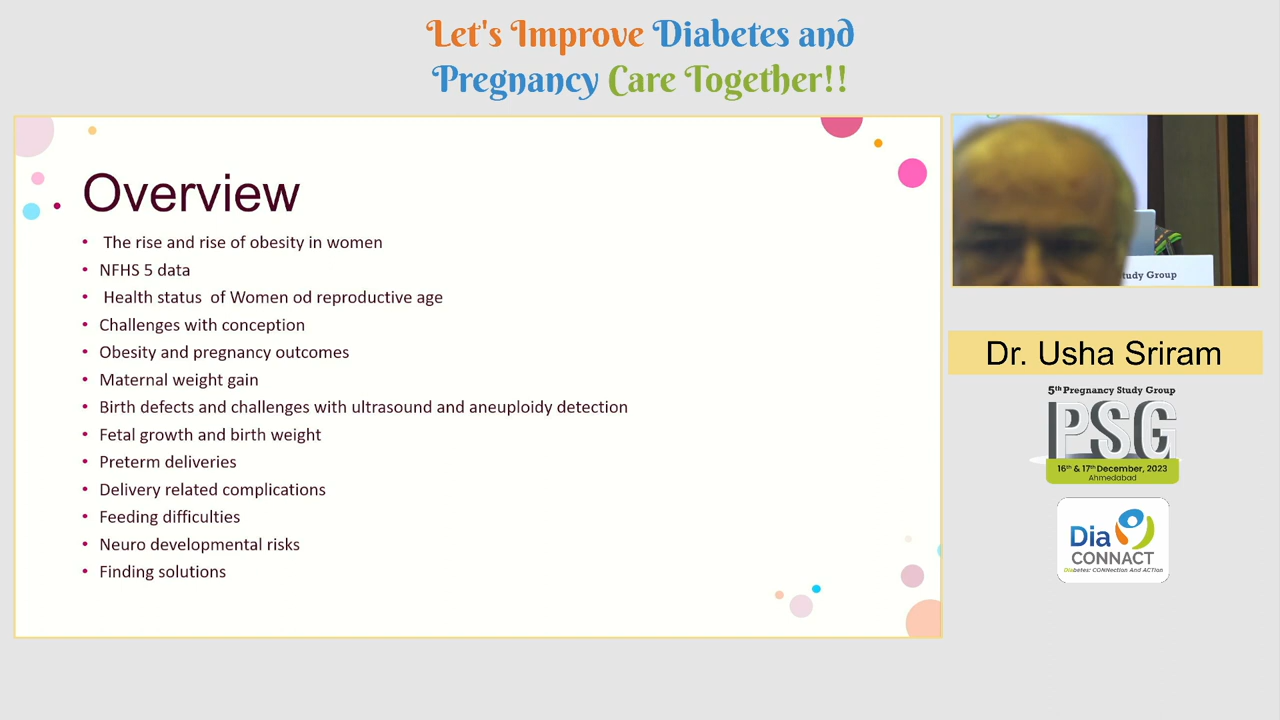 Let's Improve Diabetes and
Pregnancy Care Together!!
Overview
• The rise and rise of obesity in women
• NFHS 5 data
• Health status of Women od reproductive age
• Challenges with conception
• Obesity and pregnancy outcomes
• Maternal weight gain
• Birth defects and challenges with ultrasound and aneuploidy detection
• Fetal growth and birth weight
• Preterm deliveries
• Delivery related complications
• Feeding difficulties
• Neuro developmental risks
• Finding solutions
tudy Group
Dr. Usha Sriram
5th Pregnancy Study Group
PSG
16th & 17th December, 2023
Ahmedabad
Dia
CONNACT
Diabetes: CONNection And ACTion